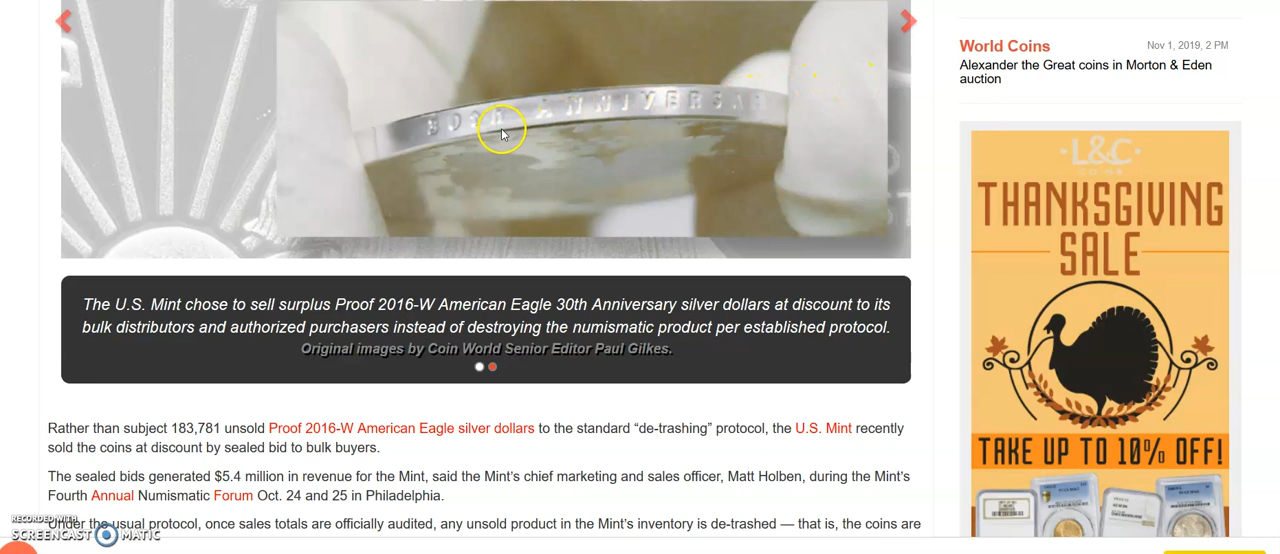 30th ANNIVERSA
The U.S. Mint chose to sell surplus Proof 2016-W American Eagle 30th Anniversary silver dollars at discount to its
bulk distributors and authorized purchasers instead of destroying the numismatic product per established protocol.
Original images by Coin World Senior Editor Paul Gilkes.
Rather than subject 183,781 unsold Proof 2016-W American Eagle silver dollars to the standard “de-trashing” protocol, the U.S. Mint recently
sold the coins at discount by sealed bid to bulk buyers.
The sealed bids generated $5.4 million in revenue for the Mint, said the Mint’s chief marketing and sales officer, Matt Holben, during the Mint’s
Fourth Annual Numismatic Forum Oct. 24 and 25 in Philadelphia.
Under the usual protocol, once sales totals are officially audited, any unsold product in the Mint’s inventory is de-trashed — that is, the coins are
RECORDED WITH
SCREENCAST MATIC
World Coins
Nov 1, 2019, 2 PM
Alexander the Great coins in Morton & Eden
auction
L&C
COINS
THANKSGIVING
SALE
TAKE UP TO 10% OFF!